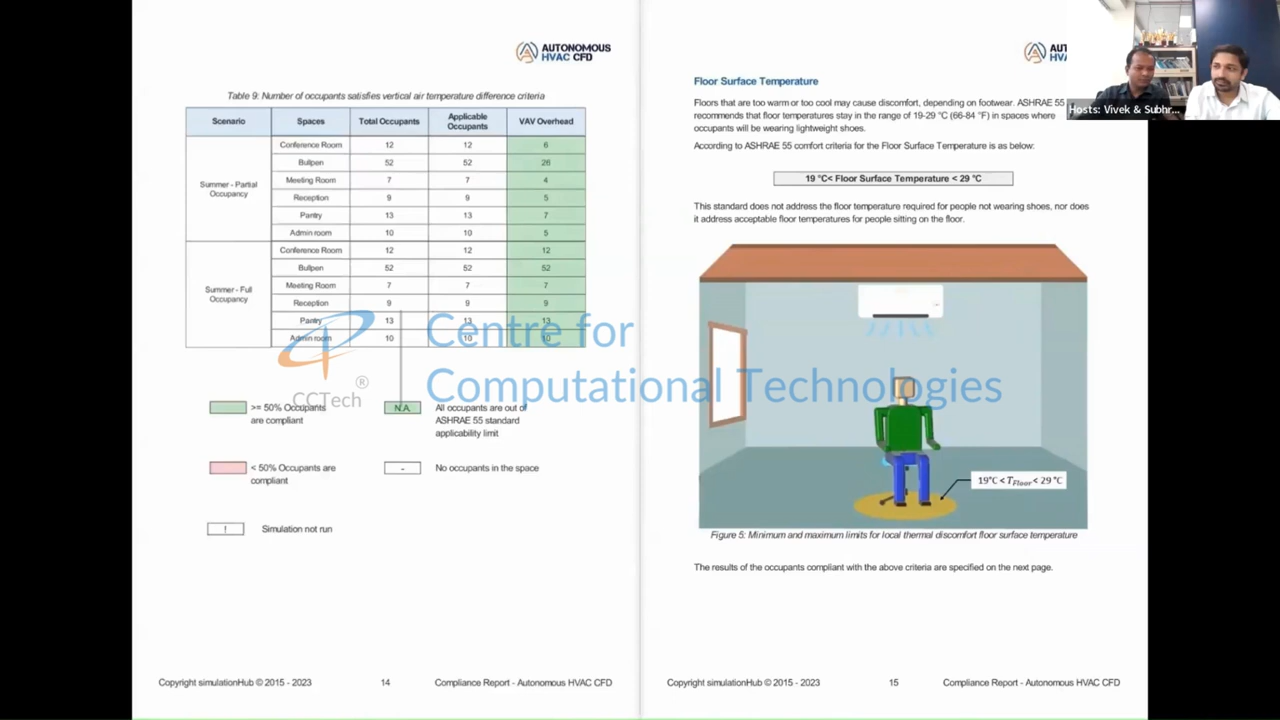 AUTONOMOUS
HVAC CFD
Table 9: Number of occupants satisfies vertical air temperature difference criteria
Scenario Spaces Total Occupants Applicable Occupants VAV Overhead
Summer - Partial Occupancy
Conference Room 12 12 6
Bullpen 52 52 26
Meeting Room 7 7 4
Reception 9 9 5
Pantry 13 13 7
Admin room 10 10 5
Summer - Full Occupancy
Conference Room 12 12 12
Bullpen 52 52 52
Meeting Room 7 7 7
Reception 9 9 9
Pantry 13 13 13
Admin room 10 10 10
>= 50% Occupants
are compliant
N.A.
All occupants are out of
ASHRAE 55 standard
applicability limit
< 50% Occupants are
compliant
-
No occupants in the space
!
Simulation not run
Copyright simulationHub © 2015 - 2023 14 Compliance Report - Autonomous HVAC CFD
CCTech ®
Centre for
Computational Technologies
HVAC CFD
Floor Surface Temperature
Floors that are too warm or too cool may cause discomfort, depending on footwear. ASHRAE 55
recommends that floor temperatures stay in the range of 19-29 °C (66-84 °F) in spaces where
occupants will be wearing lightweight shoes.
According to ASHRAE 55 comfort criteria for the Floor Surface Temperature is as below:
19 °C< Floor Surface Temperature < 29 °C
This standard does not address the floor temperature required for people not wearing shoes, nor does
it address acceptable floor temperatures for people sitting on the floor.
19°C < T_Floor < 29 °C
Figure 5: Minimum and maximum limits for local thermal discomfort floor surface temperature
The results of the occupants compliant with the above criteria are specified on the next page.
Copyright simulationHub © 2015 - 2023 15 Compliance Report - Autonomous HVAC CFD
Hosts: Vivek & Subhr...